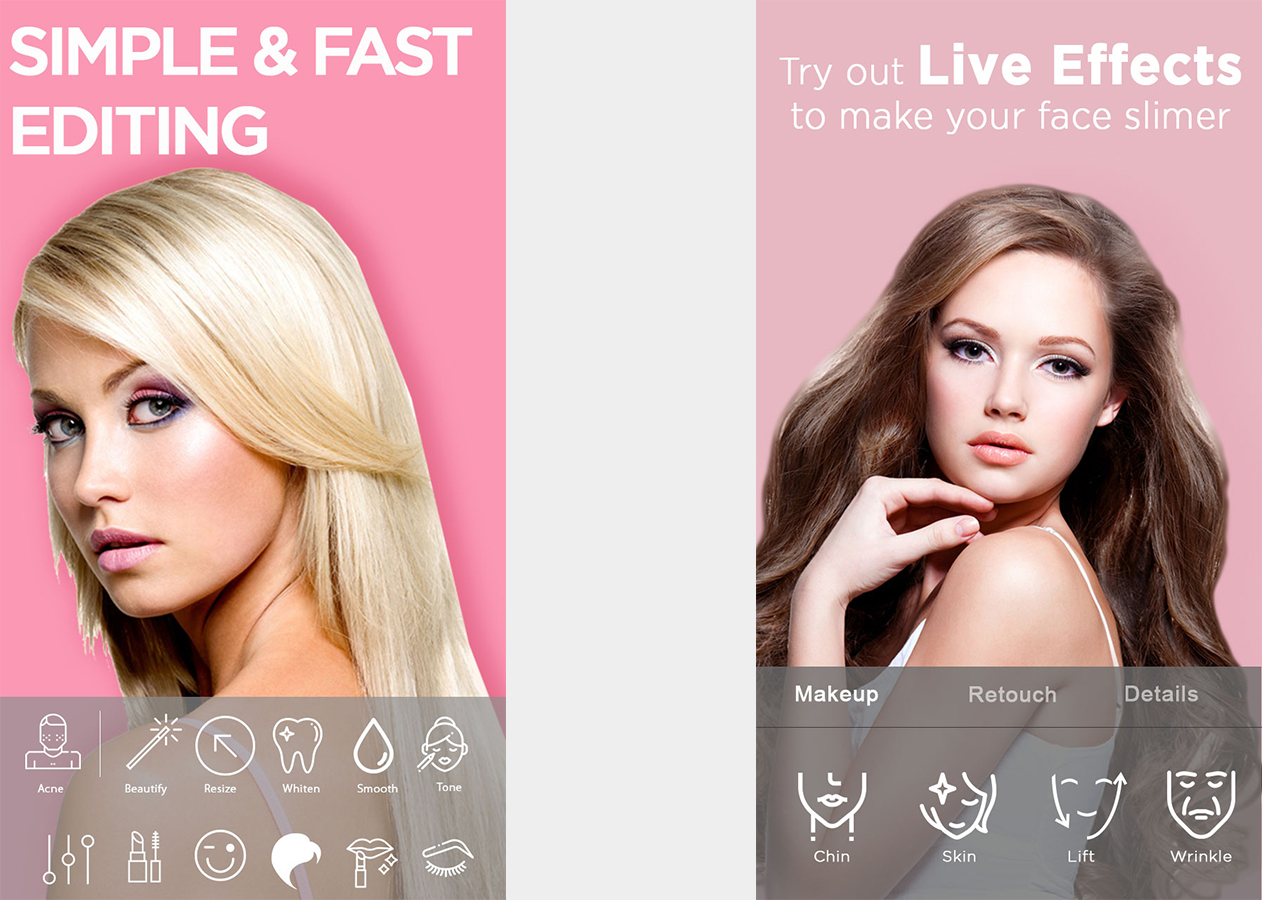 SIMPLE & FAST
EDITING
Acne
Beautify
Resize
Whiten
Smooth
Tone
Try out Live Effects
to make your face slimer
Makeup
Retouch
Details
Chin
Skin
Lift
Wrinkle